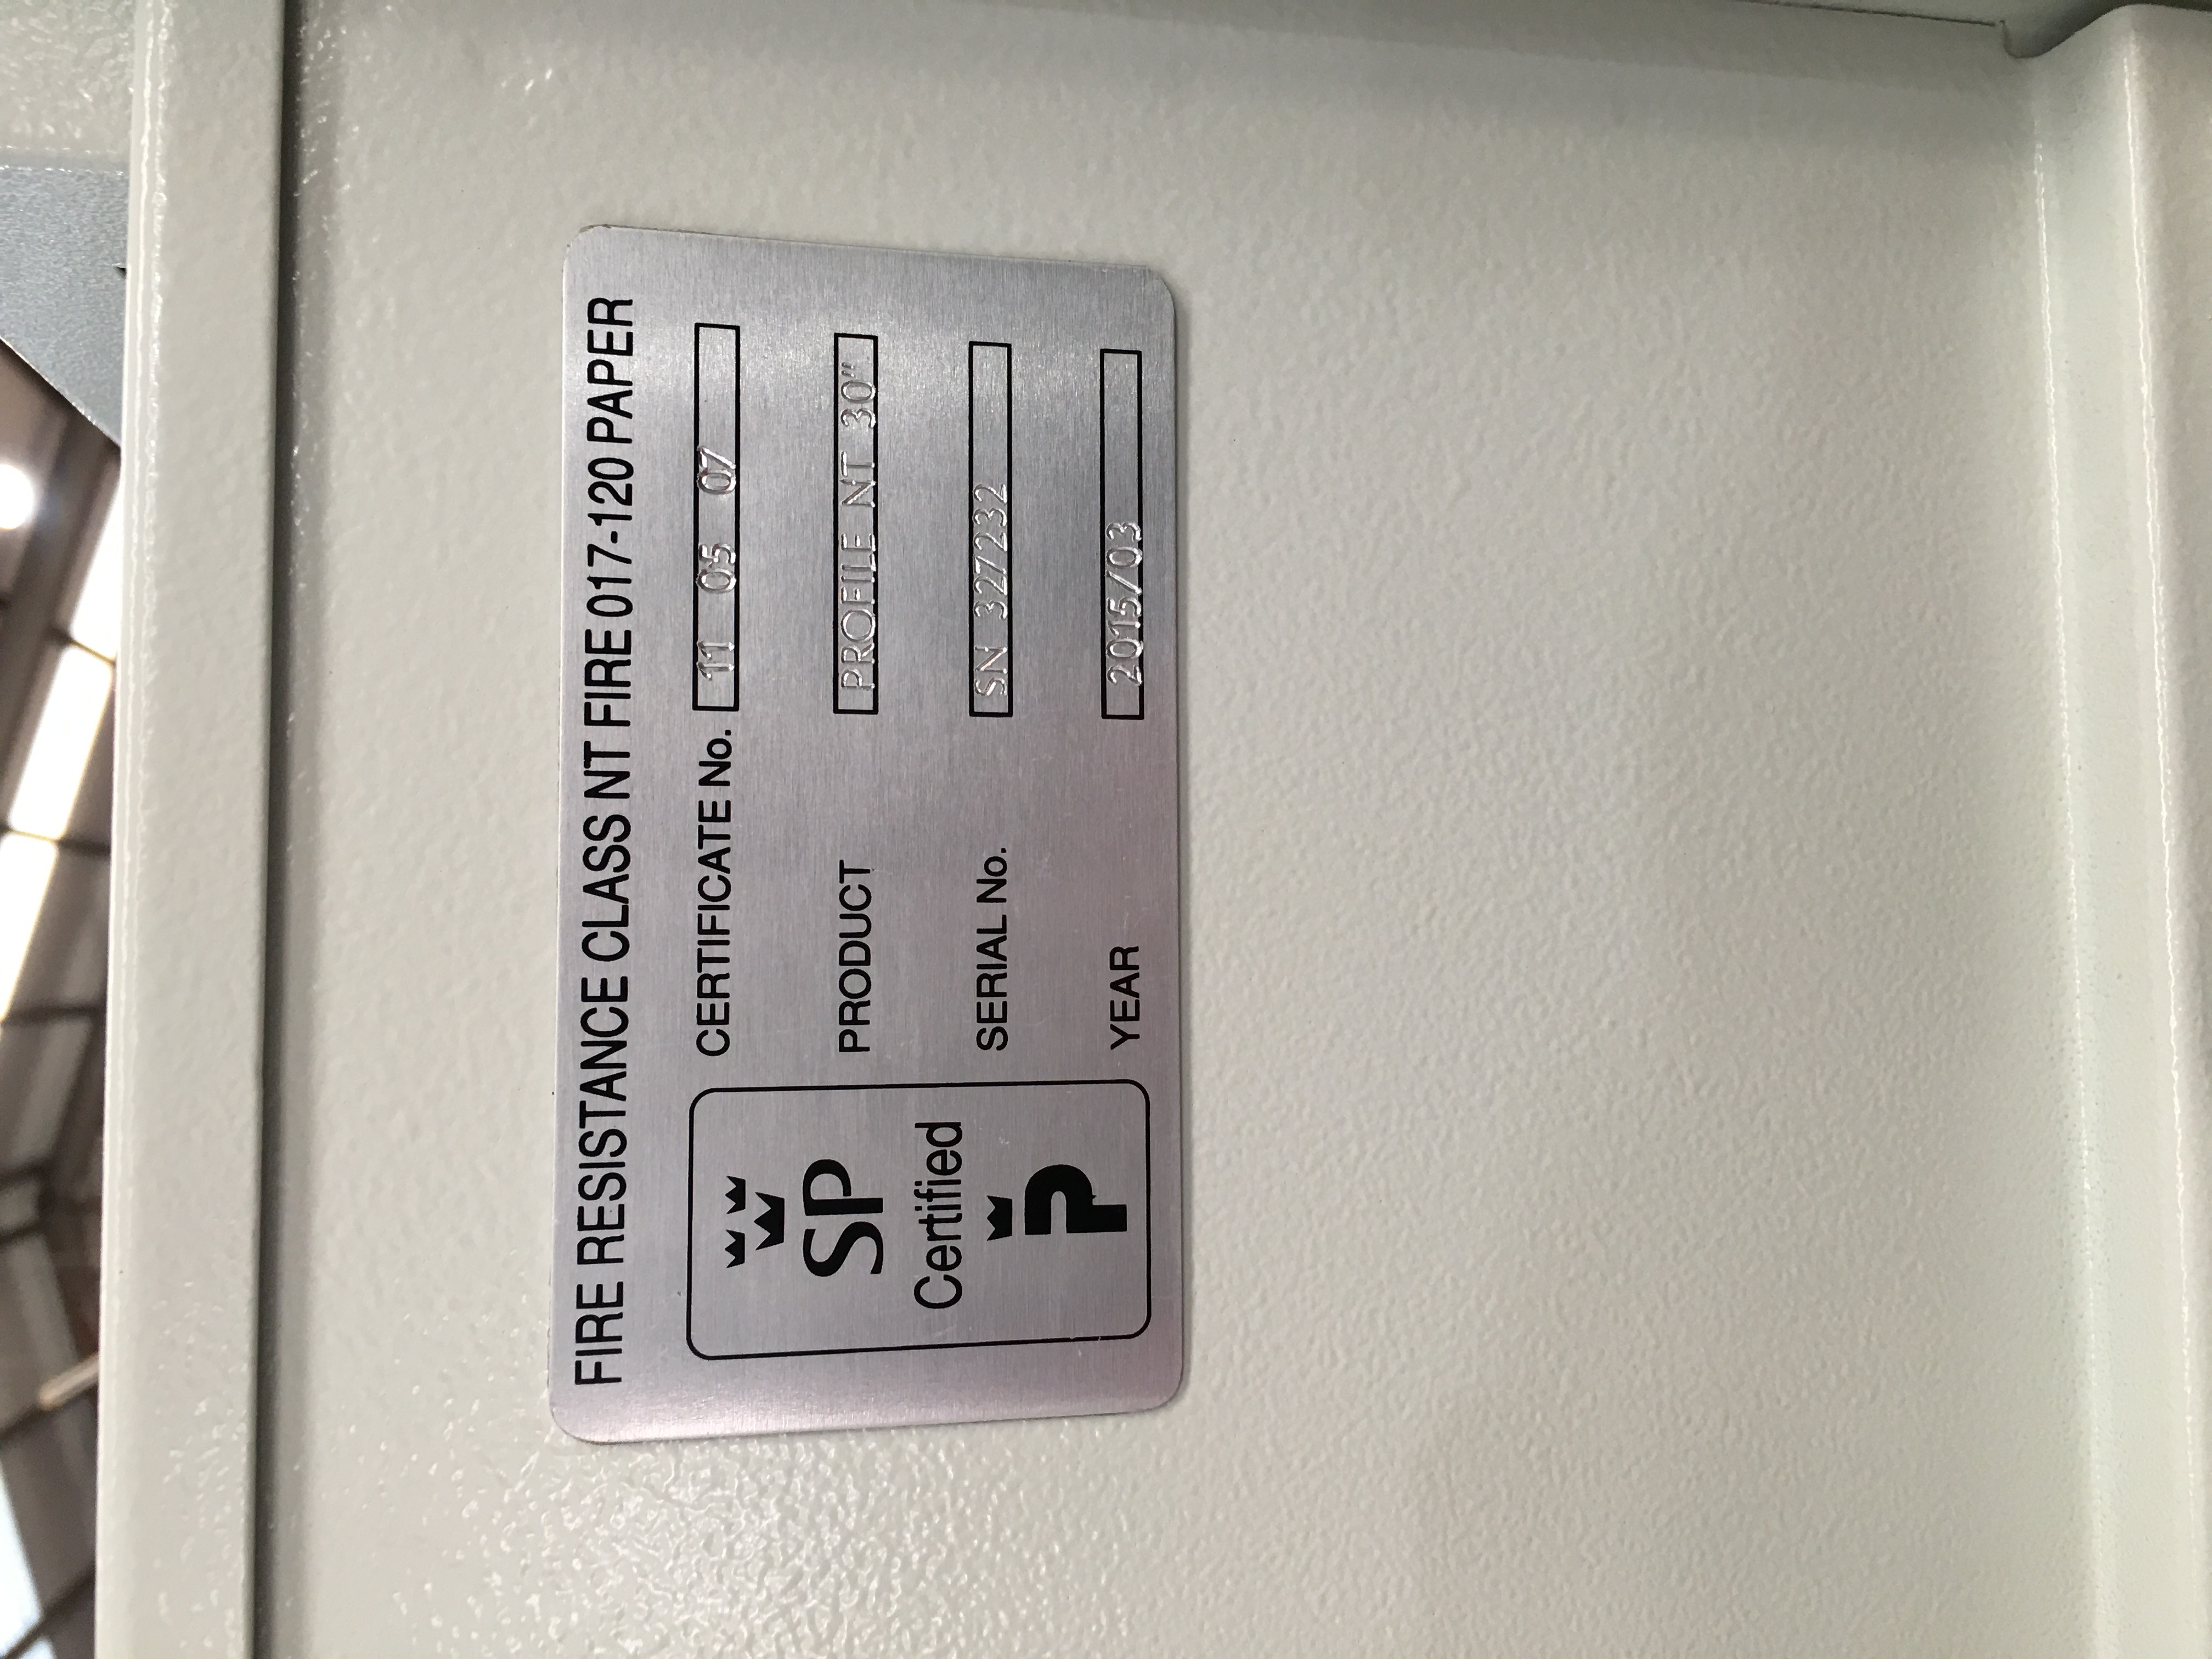 FIRE RESISTANCE CLASS NT FIRE 017-120 PAPER
SP
Certified
P
CERTIFICATE No. 11 05 07
PRODUCT PROFILE NT 30"
SERIAL No. SN 327232
YEAR 2015/03